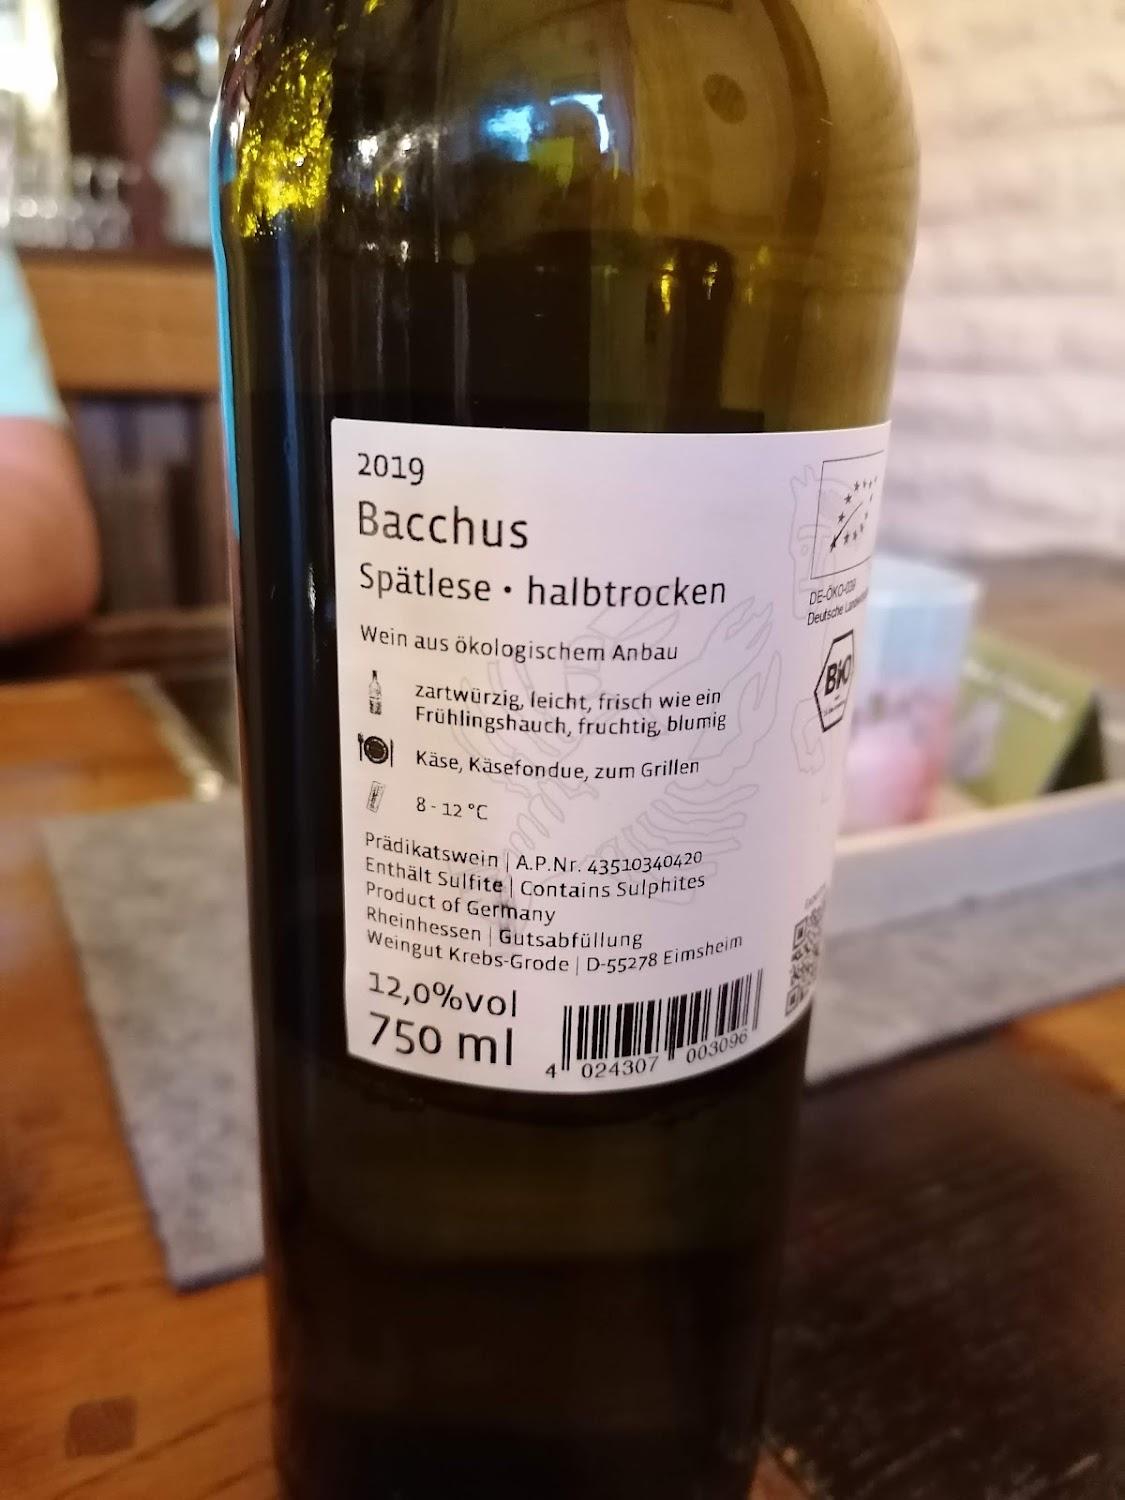 2019
Bacchus
Spätlese • halbtrocken
Wein aus ökologischem Anbau
zartwürzig, leicht, frisch wie ein
Frühlingshauch, fruchtig, blumig
Käse, Käsefondue, zum Grillen
8 - 12 °C
Prädikatswein | A.P.Nr. 43510340420
Enthält Sulfite | Contains Sulphites
Product of Germany
Rheinhessen | Gutsabfüllung
Weingut Krebs-Grode | D-55278 Eimsheim
12,0%vol
750 ml
4 024307 003096
DE-ÖKO-039
Deutsche
Bio